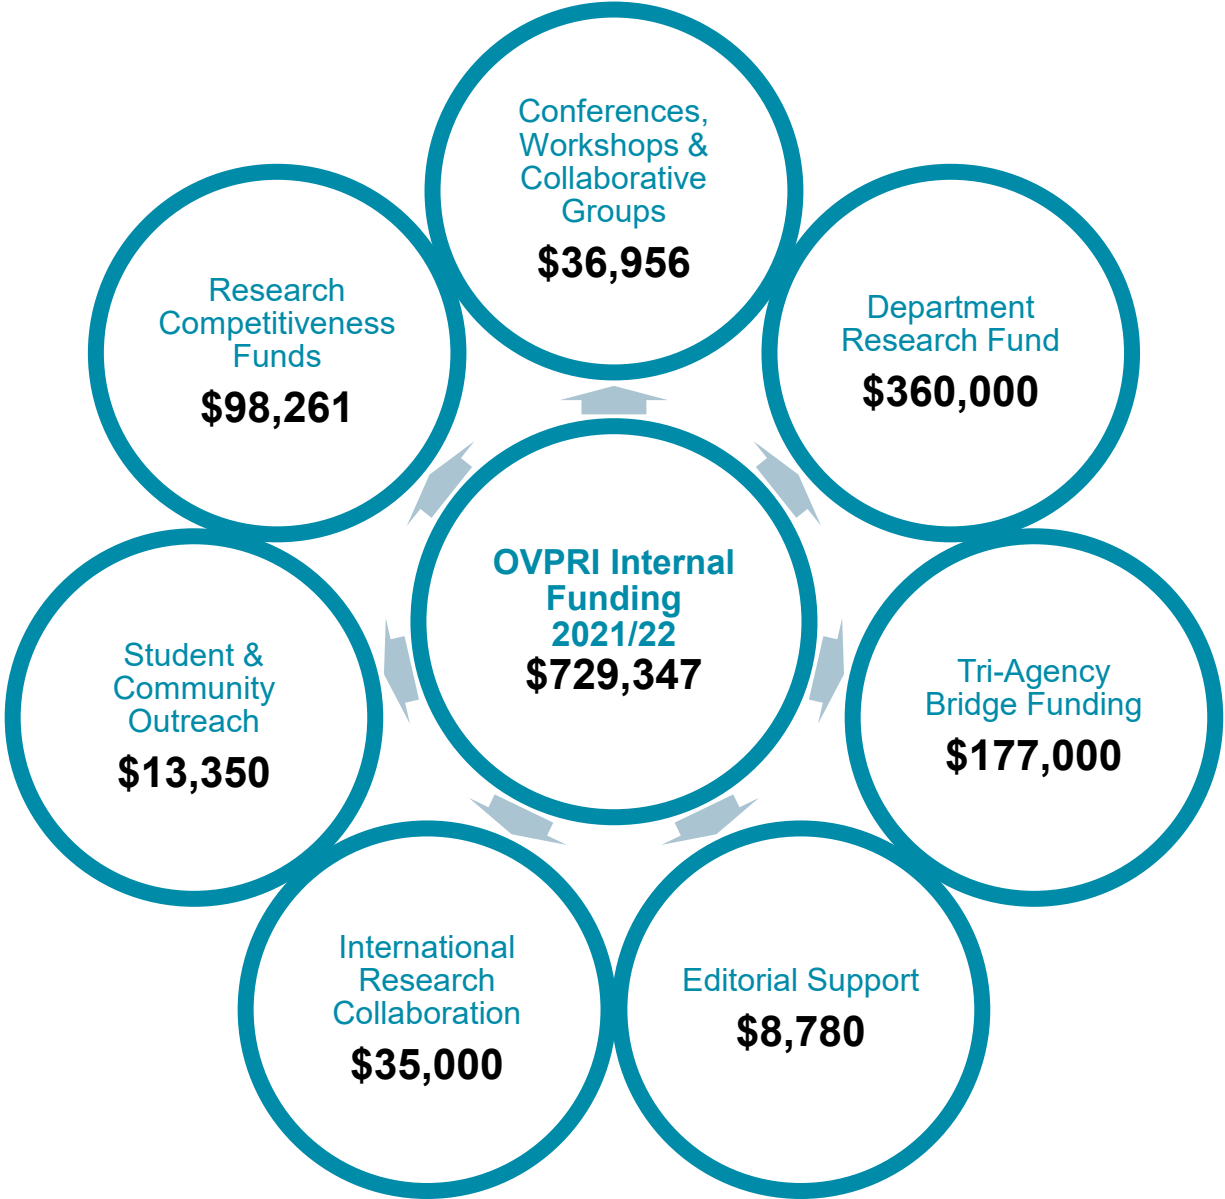 Conferences,
Workshops &
Collaborative
Groups
$36,956
Department
Research Fund
$360,000
Tri-Agency
Bridge Funding
$177,000
Editorial Support
$8,780
International
Research
Collaboration
$35,000
Student &
Community
Outreach
$13,350
Research
Competitiveness
Funds
$98,261
OVPRI Internal
Funding
2021/22
$729,347